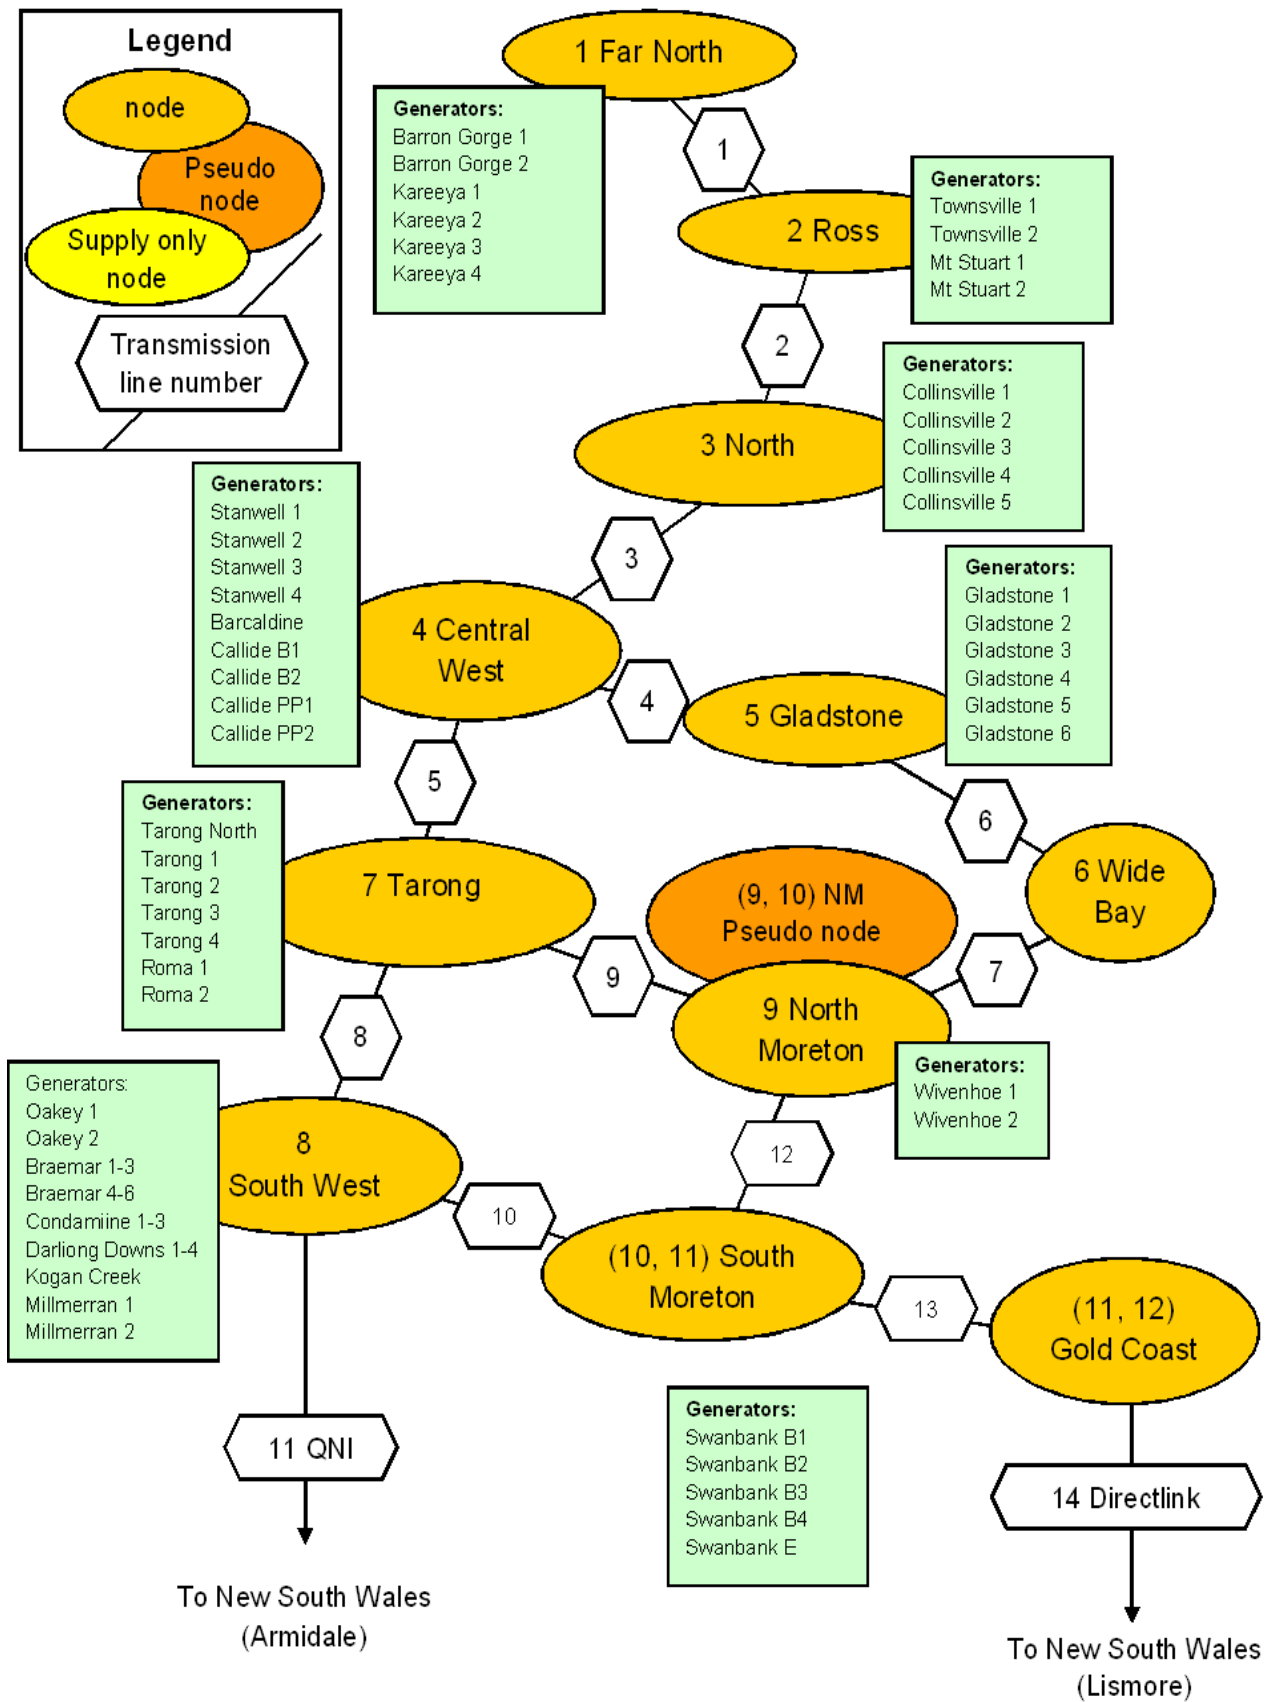 Legend
node
Pseudo
node
Supply only
node
Transmission
line number
1 Far North
Generators:
Barron Gorge 1
Barron Gorge 2
Kareeya 1
Kareeya 2
Kareeya 3
Kareeya 4
1
2 Ross
Generators:
Townsville 1
Townsville 2
Mt Stuart 1
Mt Stuart 2
2
3 North
Generators:
Collinsville 1
Collinsville 2
Collinsville 3
Collinsville 4
Collinsville 5
3
Generators:
Stanwell 1
Stanwell 2
Stanwell 3
Stanwell 4
Barcaldine
Callide B1
Callide B2
Callide PP1
Callide PP2
4 Central
West
4
5 Gladstone
Generators:
Gladstone 1
Gladstone 2
Gladstone 3
Gladstone 4
Gladstone 5
Gladstone 6
5
6
6 Wide
Bay
Generators:
Tarong North
Tarong 1
Tarong 2
Tarong 3
Tarong 4
Roma 1
Roma 2
7 Tarong
(9, 10) NM
Pseudo node
9
7
9 North
Moreton
Generators:
Wivenhoe 1
Wivenhoe 2
8
Generators:
Oakey 1
Oakey 2
Braemar 1-3
Braemar 4-6
Condamiine 1-3
Darliong Downs 1-4
Kogan Creek
Millmerran 1
Millmerran 2
8
South West
12
10
(10, 11) South
Moreton
13
(11, 12)
Gold Coast
Generators:
Swanbank B1
Swanbank B2
Swanbank B3
Swanbank B4
Swanbank E
11 QNI
14 Directlink
To New South Wales
(Armidale)
To New South Wales
(Lismore)